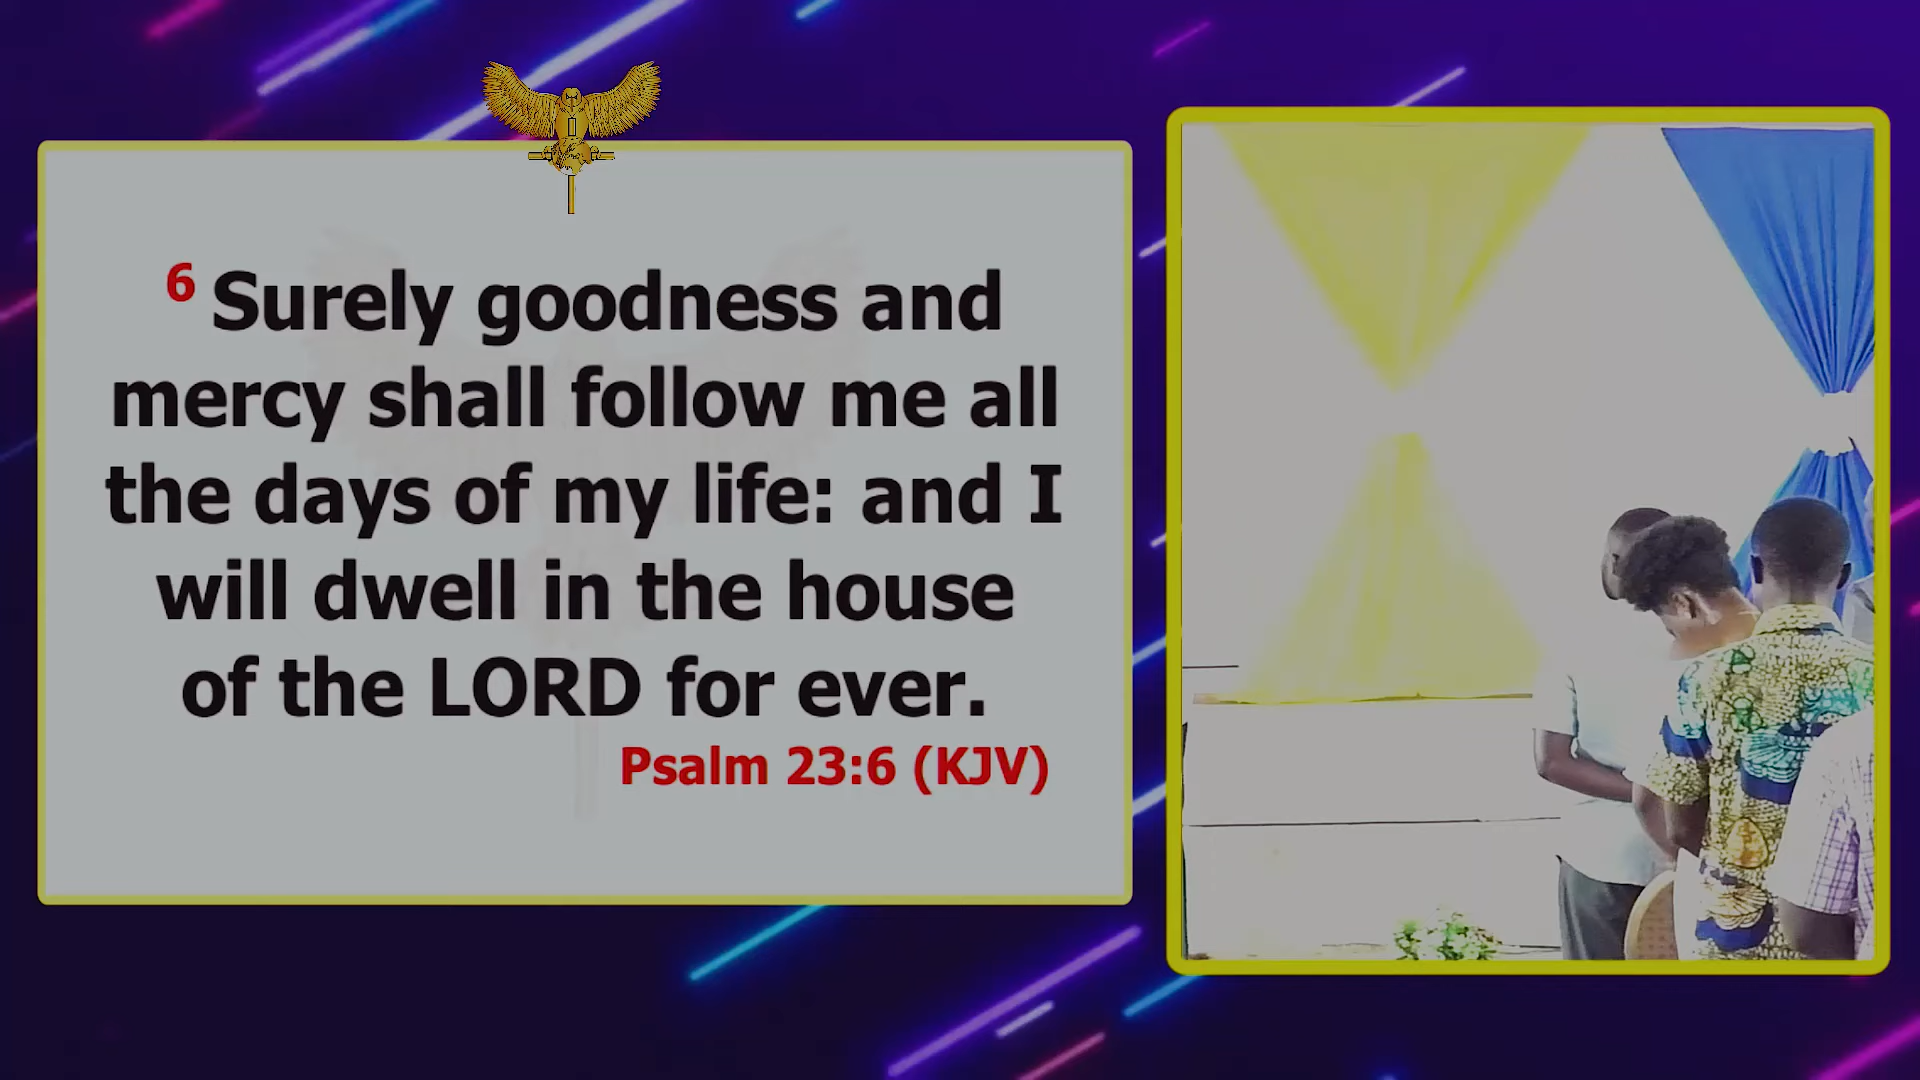 6 Surely goodness and
mercy shall follow me all
the days of my life: and I
will dwell in the house
of the LORD for ever.
Psalm 23:6 (KJV)